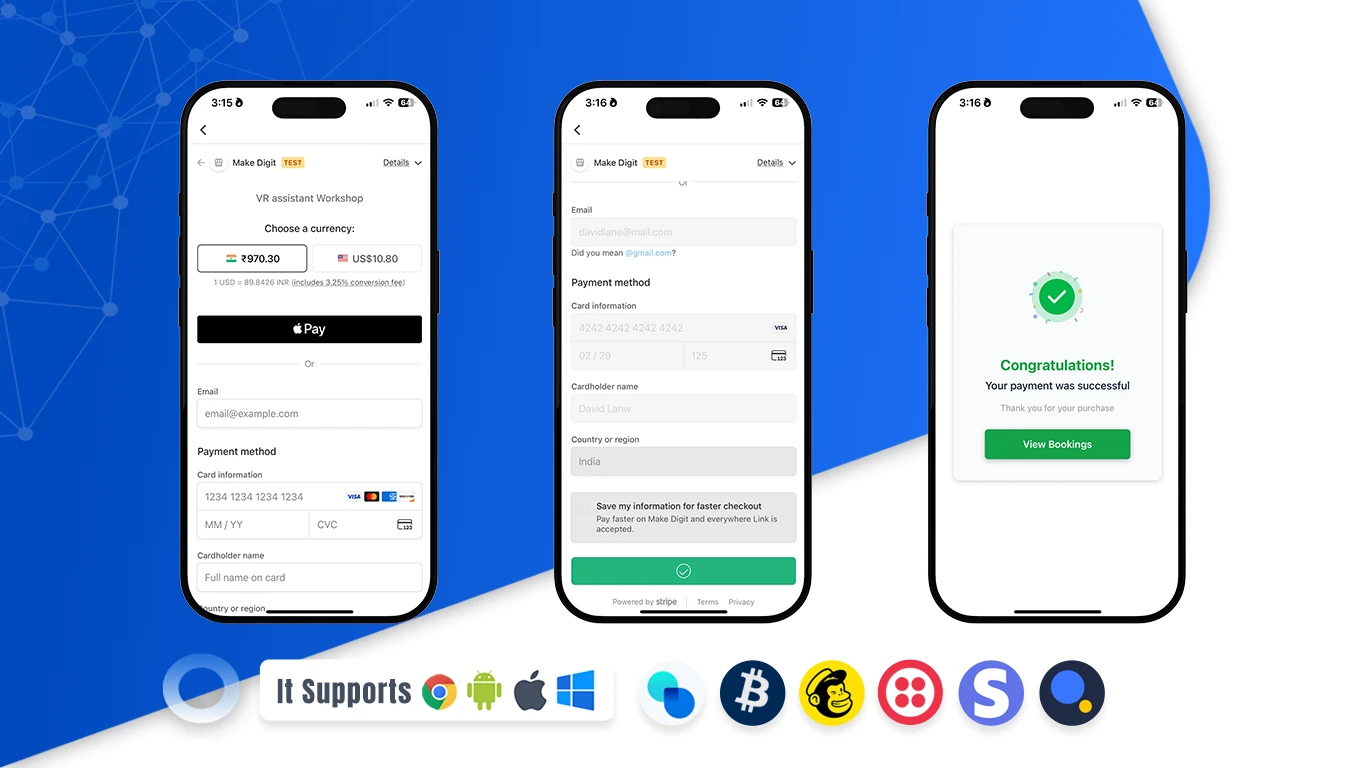 3:15
64
Make Digit TEST Details
VR assistant Workshop
Choose a currency:
₹970.30 US$10.80
1 USD = 89.8426 INR (includes 3.25% conversion fee)
Pay
Or
Email
email@example.com
Payment method
Card information
1234 1234 1234 1234 VISA
MM / YY CVC 123
Cardholder name
Full name on card
Country or region
3:16
64
Make Digit TEST Details
Or
Email
davidlane@mail.com
Did you mean @gmail.com?
Payment method
Card information
4242 4242 4242 4242 VISA
02 / 29 125 123
Cardholder name
David Lanw
Country or region
India
Save my information for faster checkout
Pay faster on Make Digit and everywhere Link is
accepted.
Powered by stripe Terms Privacy
3:16
64
Congratulations!
Your payment was successful
Thank you for your purchase
View Bookings
It Supports
S